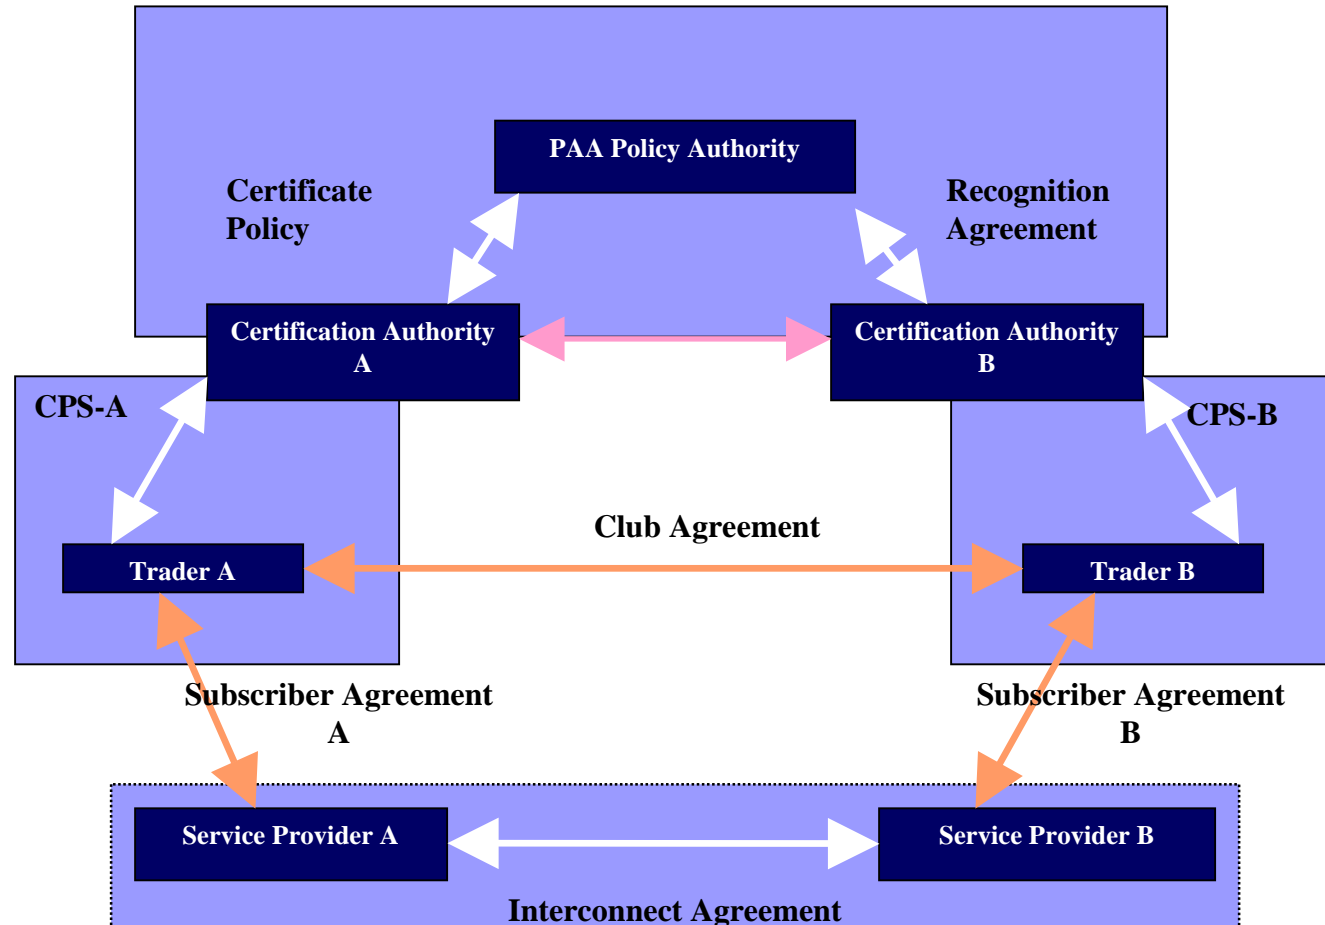 PAA Policy Authority
Certificate
Policy
Recognition
Agreement
Certification Authority
A
Certification Authority
B
CPS-A
CPS-B
Club Agreement
Trader A
Trader B
Subscriber Agreement
A
Subscriber Agreement
B
Service Provider A
Service Provider B
Interconnect Agreement